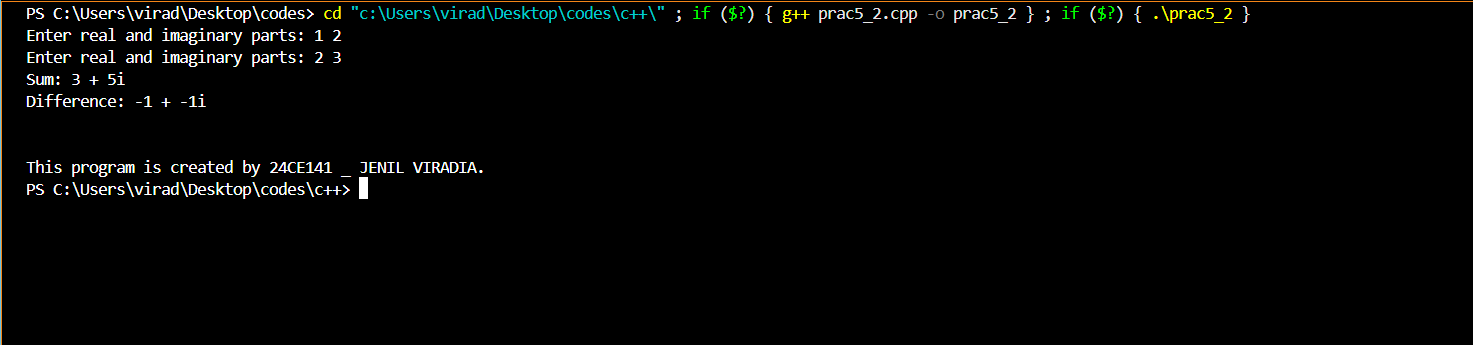 PS C:\Users\virad\Desktop\codes> cd "c:\Users\virad\Desktop\codes\c++\" ; if ($?) { g++ prac5_2.cpp -o prac5_2 } ; if ($?) { .\prac5_2 }
Enter real and imaginary parts: 1 2
Enter real and imaginary parts: 2 3
Sum: 3 + 5i
Difference: -1 + -1i
This program is created by 24CE141 _ JENIL VIRADIA.
PS C:\Users\virad\Desktop\codes\c++>